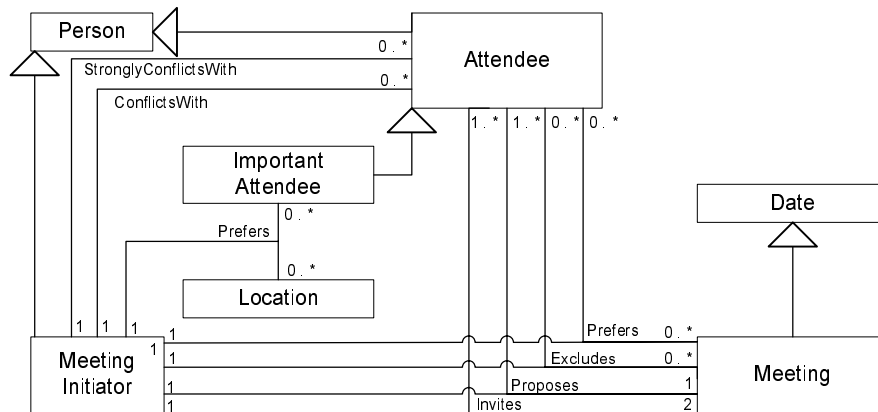 Person
0..*
Attendee
StronglyConflictsWith
0..*
ConflictsWith
1..*
1..*
0..*
0..*
Important
Attendee
0..*
Prefers
Date
0..*
Location
1
1
1
1
1
Prefers
0..*
Meeting
Initiator
1
Excludes
0..*
Meeting
1
Proposes
1
1
Invites
2